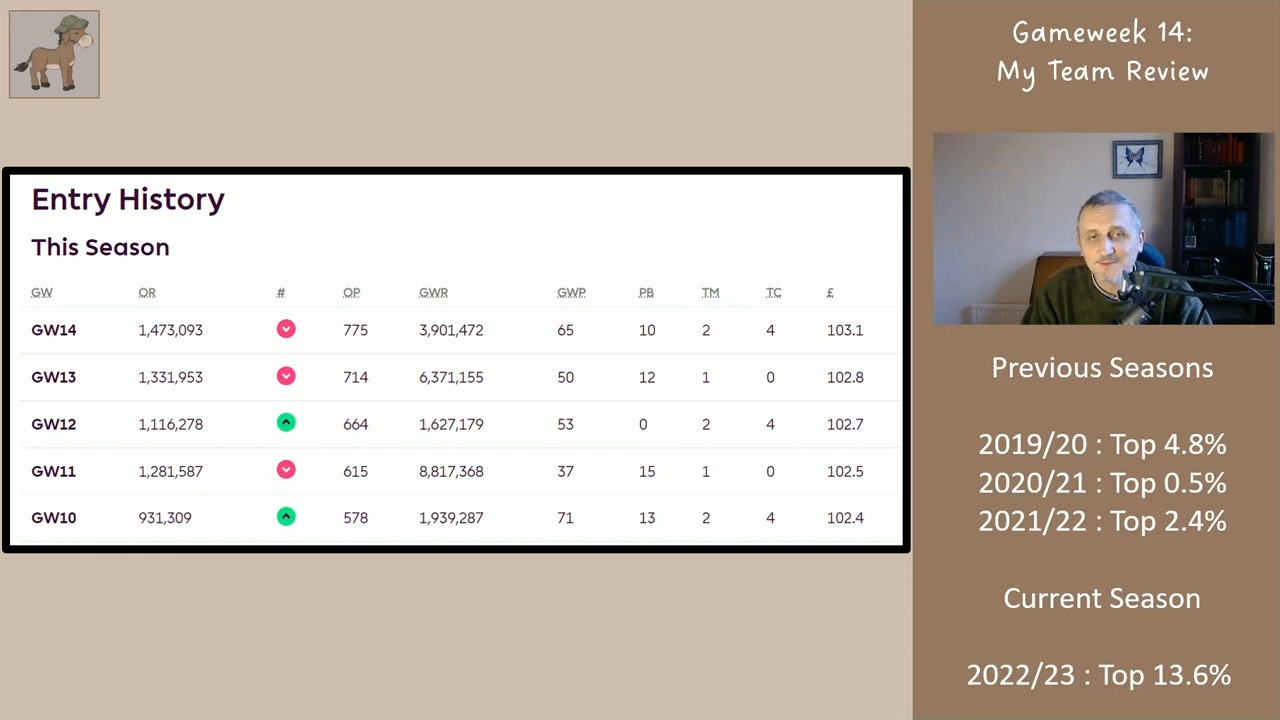 Gameweek 14:
My Team Review
Entry History
This Season
GW OR # OP GWR GWP PB TM TC £
GW14 1,473,093 775 3,901,472 65 10 2 4 103.1
GW13 1,331,953 714 6,371,155 50 12 1 0 102.8
GW12 1,116,278 664 1,627,179 53 0 2 4 102.7
GW11 1,281,587 615 8,817,368 37 15 1 0 102.5
GW10 931,309 578 1,939,287 71 13 2 4 102.4
Previous Seasons
2019/20 : Top 4.8%
2020/21 : Top 0.5%
2021/22 : Top 2.4%
Current Season
2022/23 : Top 13.6%